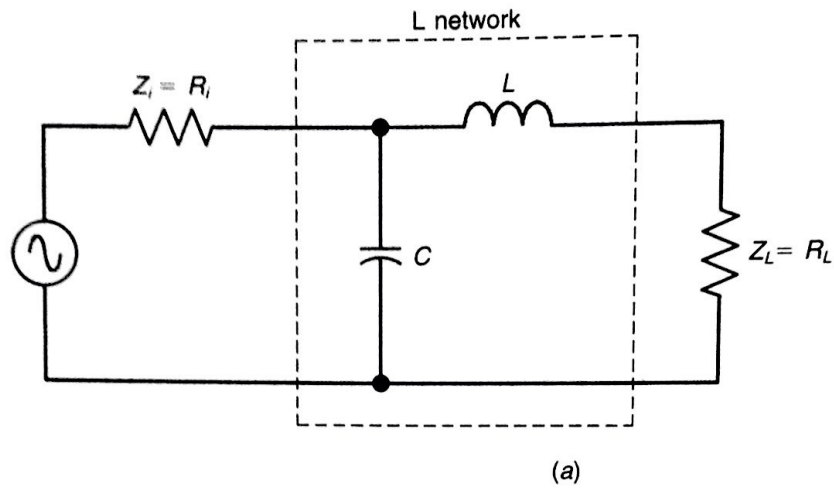 L network
Zi = Ri
L
C
ZL = RL
(a)